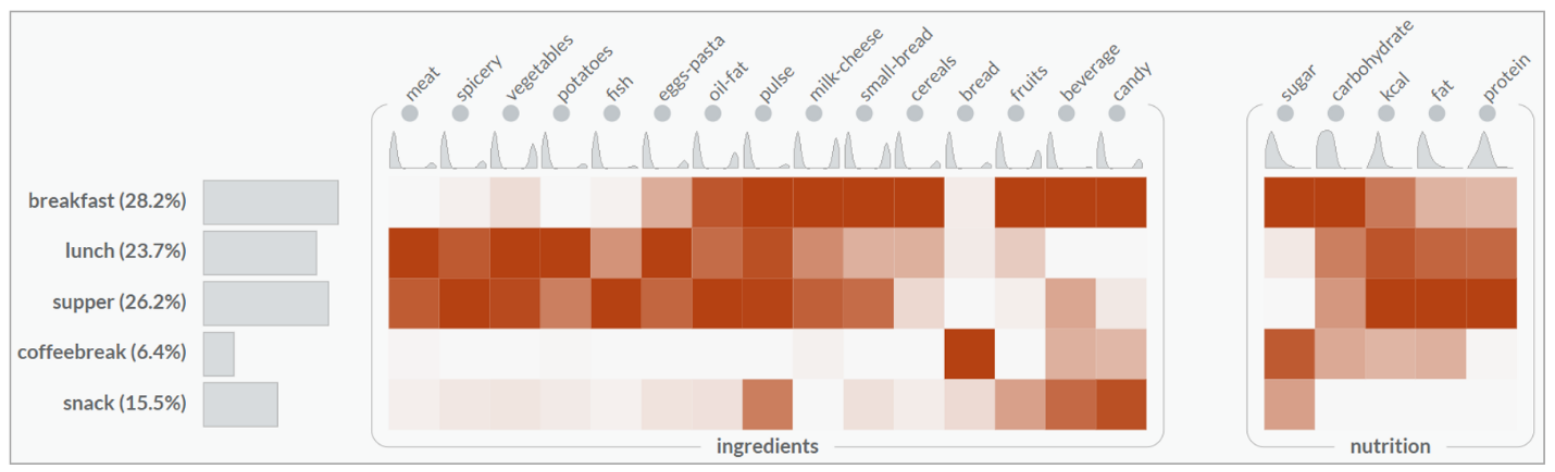 meat
spicery
vegetables
potatoes
fish
eggs-pasta
oil-fat
pulse
milk-cheese
small-bread
cereals
bread
fruits
beverage
candy
sugar
carbohydrate
kcal
fat
protein
breakfast (28.2%)
lunch (23.7%)
supper (26.2%)
coffeebreak (6.4%)
snack (15.5%)
ingredients
nutrition